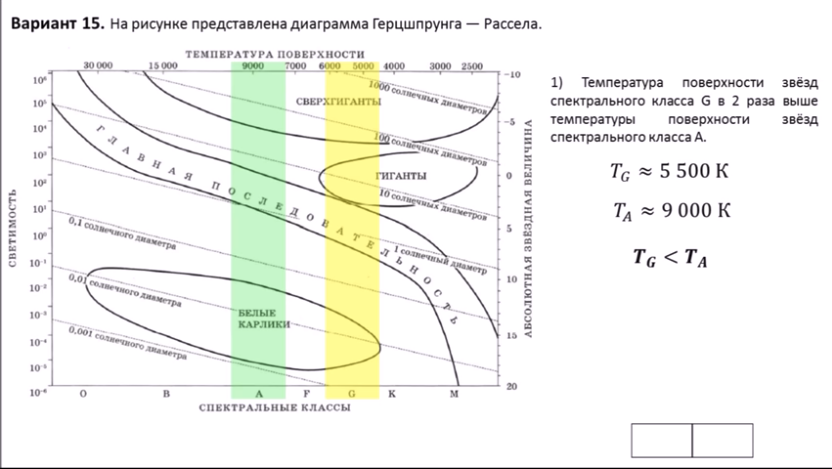 Вариант 15. На рисунке представлена диаграмма Герцшпрунга — Рассела.
ТЕМПЕРАТУРА ПОВЕРХНОСТИ
30 000 15 000 9000 7000 6000 5000 4000 3000 2500
СВЕТИМОСТЬ
10⁶
10⁵
10⁴
10³
10²
10¹
10⁰
10⁻¹
10⁻²
10⁻³
10⁻⁴
10⁻⁵
10⁻⁶
1000 солнечных диаметров
СВЕРХГИГАНТЫ
100 солнечных диаметров
ГИГАНТЫ
10 солнечных диаметров
ГЛАВНАЯ ПОСЛЕДОВАТЕЛЬНОСТЬ
1 солнечный диаметр
0,1 солнечного диаметра
0,01 солнечного диаметра
БЕЛЫЕ
КАРЛИКИ
0,001 солнечного диаметра
-10
-5
0
5
10
15
20
АБСОЛЮТНАЯ ЗВЁЗДНАЯ ВЕЛИЧИНА
O B A F G K M
СПЕКТРАЛЬНЫЕ КЛАССЫ
1) Температура поверхности звёзд
спектрального класса G в 2 раза выше
температуры поверхности звёзд
спектрального класса А.
T_G ≈ 5 500 К
T_A ≈ 9 000 К
T_G < T_A